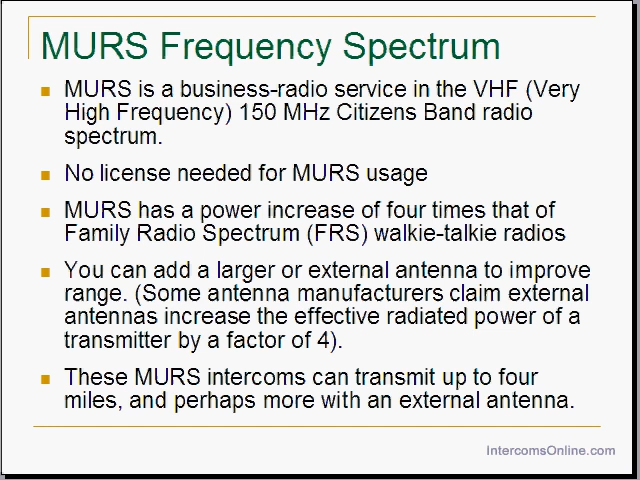 MURS Frequency Spectrum
MURS is a business-radio service in the VHF (Very
High Frequency) 150 MHz Citizens Band radio
spectrum.
No license needed for MURS usage
MURS has a power increase of four times that of
Family Radio Spectrum (FRS) walkie-talkie radios
You can add a larger or external antenna to improve
range. (Some antenna manufacturers claim external
antennas increase the effective radiated power of a
transmitter by a factor of 4).
These MURS intercoms can transmit up to four
miles, and perhaps more with an external antenna.
IntercomsOnline.com